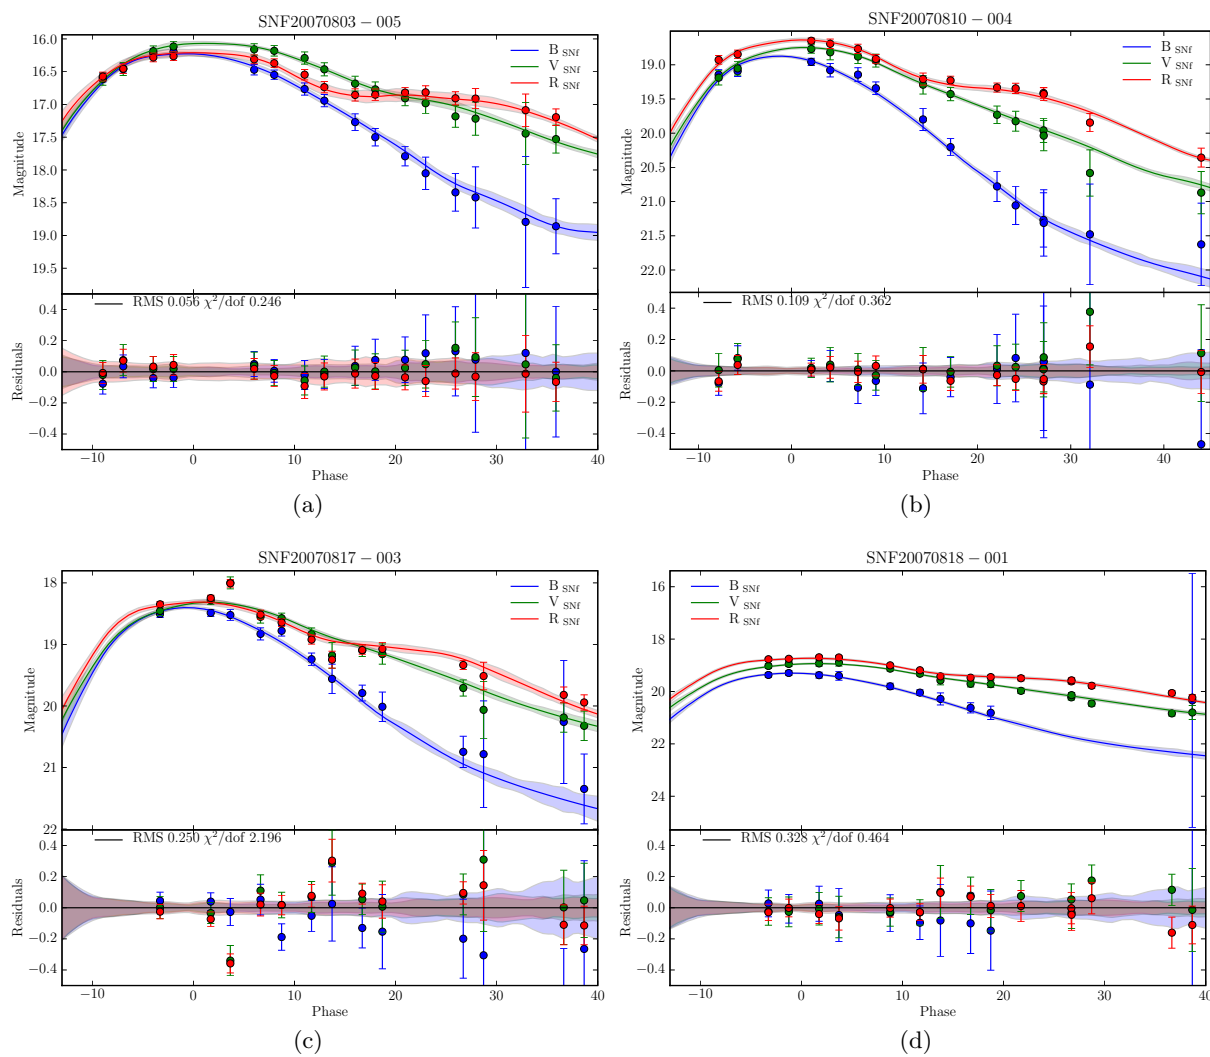 SNF20070803 − 005
B SNf
V SNf
R SNf
16.0
16.5
17.0
17.5
18.0
18.5
19.0
19.5
Magnitude
RMS 0.056 χ²/dof 0.246
0.4
0.2
0.0
−0.2
−0.4
Residuals
−10
0
10
20
30
40
Phase
(a)
SNF20070810 − 004
B SNf
V SNf
R SNf
19.0
19.5
20.0
20.5
21.0
21.5
22.0
Magnitude
RMS 0.109 χ²/dof 0.362
0.4
0.2
0.0
−0.2
−0.4
Residuals
−10
0
10
20
30
40
Phase
(b)
SNF20070817 − 003
B SNf
V SNf
R SNf
18
19
20
21
22
Magnitude
RMS 0.250 χ²/dof 2.196
0.4
0.2
0.0
−0.2
−0.4
Residuals
−10
0
10
20
30
40
Phase
(c)
SNF20070818 − 001
B SNf
V SNf
R SNf
16
18
20
22
24
Magnitude
RMS 0.328 χ²/dof 0.464
0.4
0.2
0.0
−0.2
−0.4
Residuals
−10
0
10
20
30
40
Phase
(d)